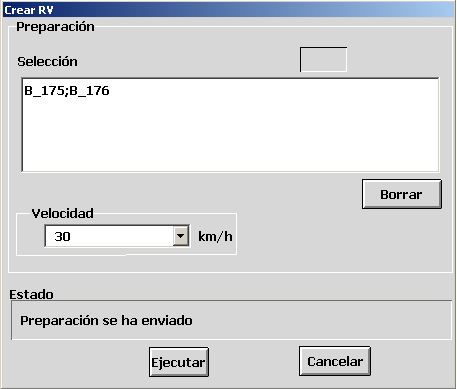 Crear RV
Preparación
Selección
B_175;B_176
Borrar
Velocidad
30 km/h
Estado
Preparación se ha enviado
Ejecutar Cancelar